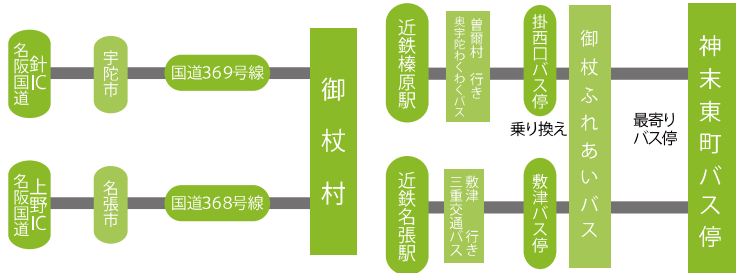 名阪国道
針IC
宇陀市
国道369号線
名阪国道
上野IC
名張市
国道368号線
御杖村
近鉄榛原駅
曽爾村 行き
奥宇陀わくわくバス
掛西口バス停
乗り換え
近鉄名張駅
敷津 行き
三重交通バス
敷津バス停
御杖ふれあいバス
最寄り
バス停
神末東町バス停